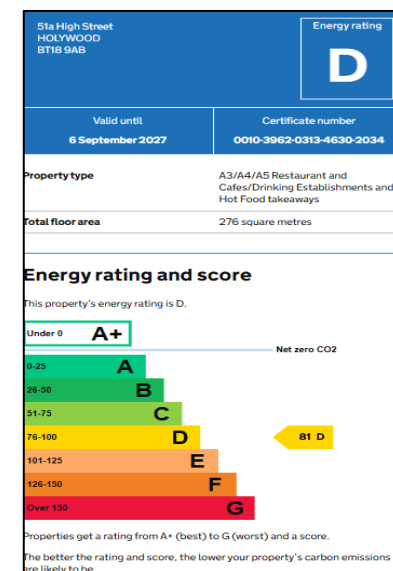 51a High Street
HOLYWOOD
BT18 9AB
Energy rating
D
Valid until
6 September 2027
Certificate number
0010-3962-0313-4630-2034
Property type
A3/A4/A5 Restaurant and
Cafes/Drinking Establishments and
Hot Food takeaways
Total floor area
276 square metres
Energy rating and score
This property's energy rating is D.
Under 0 A+
Net zero CO2
0-25 A
26-50 B
51-75 C
76-100 D
81 D
101-125 E
126-150 F
Over 150 G
Properties get a rating from A+ (best) to G (worst) and a score.
The better the rating and score, the lower your property's carbon emissions
are likely to be.